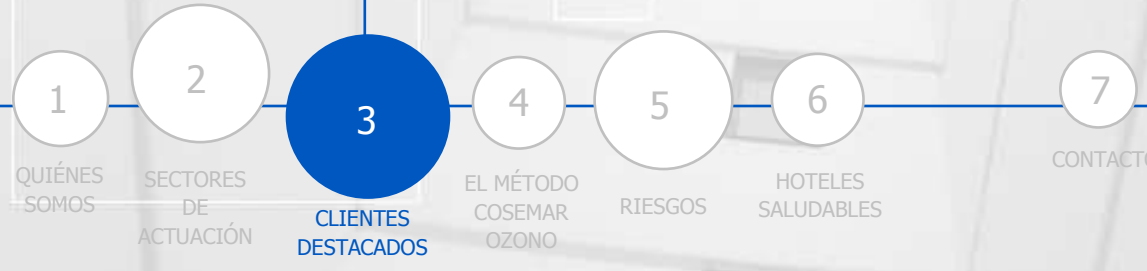 1
QUIÉNES
SOMOS
2
SECTORES
DE
ACTUACIÓN
3
CLIENTES
DESTACADOS
4
EL MÉTODO
COSEMAR
OZONO
5
RIESGOS
6
HOTELES
SALUDABLES
7
CONTACTO